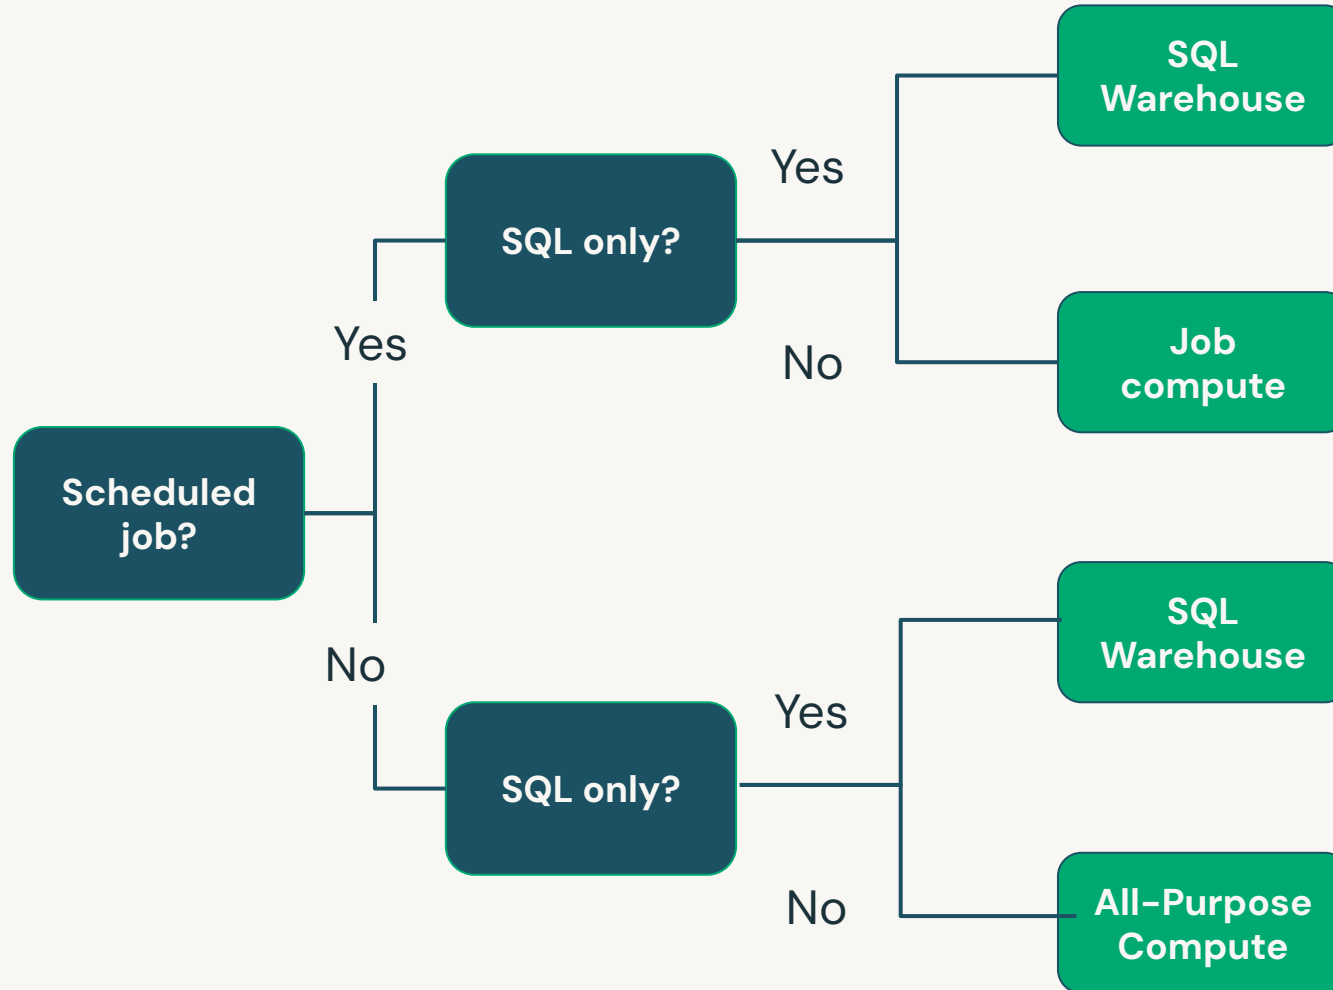 SQL
Warehouse
Yes
SQL only?
Job
compute
No
Yes
Scheduled
job?
No
SQL
Warehouse
Yes
SQL only?
No
All-Purpose
Compute